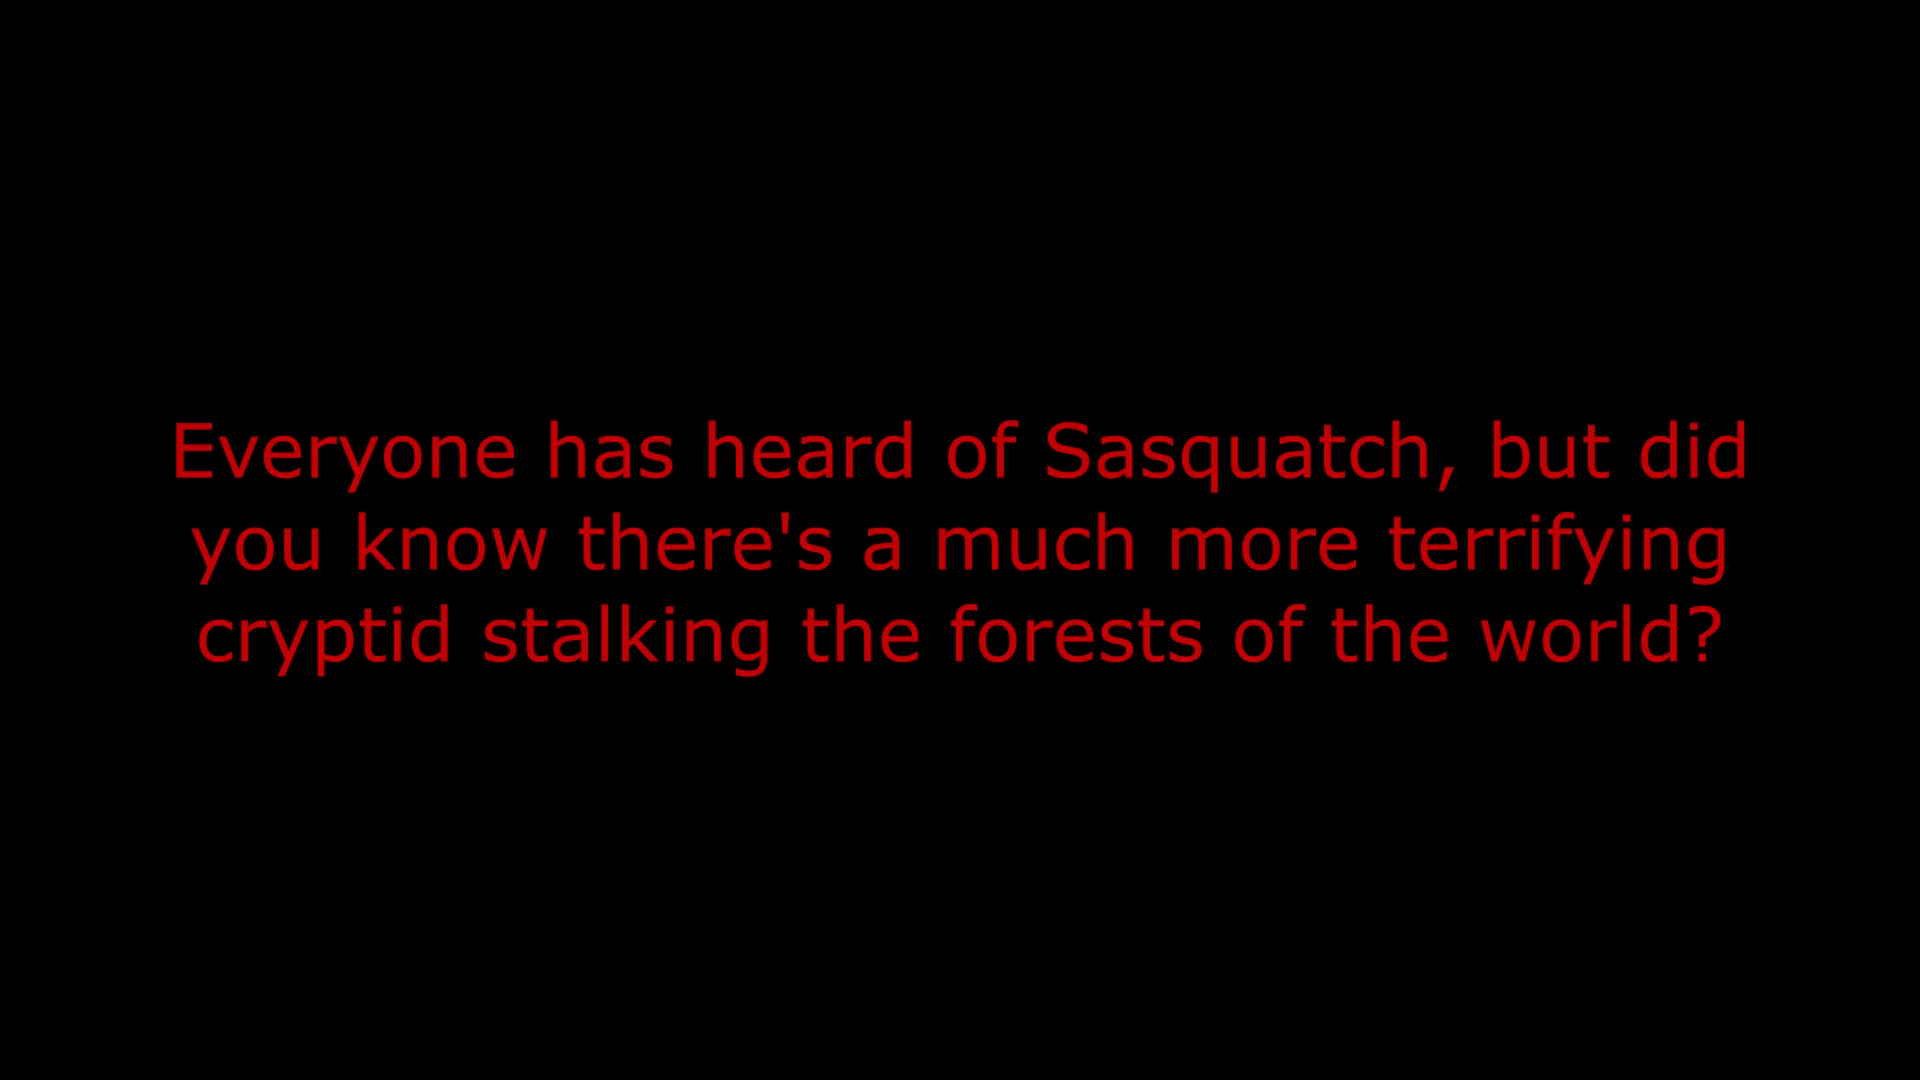 Everyone has heard of Sasquatch, but did
you know there's a much more terrifying
cryptid stalking the forests of the world?